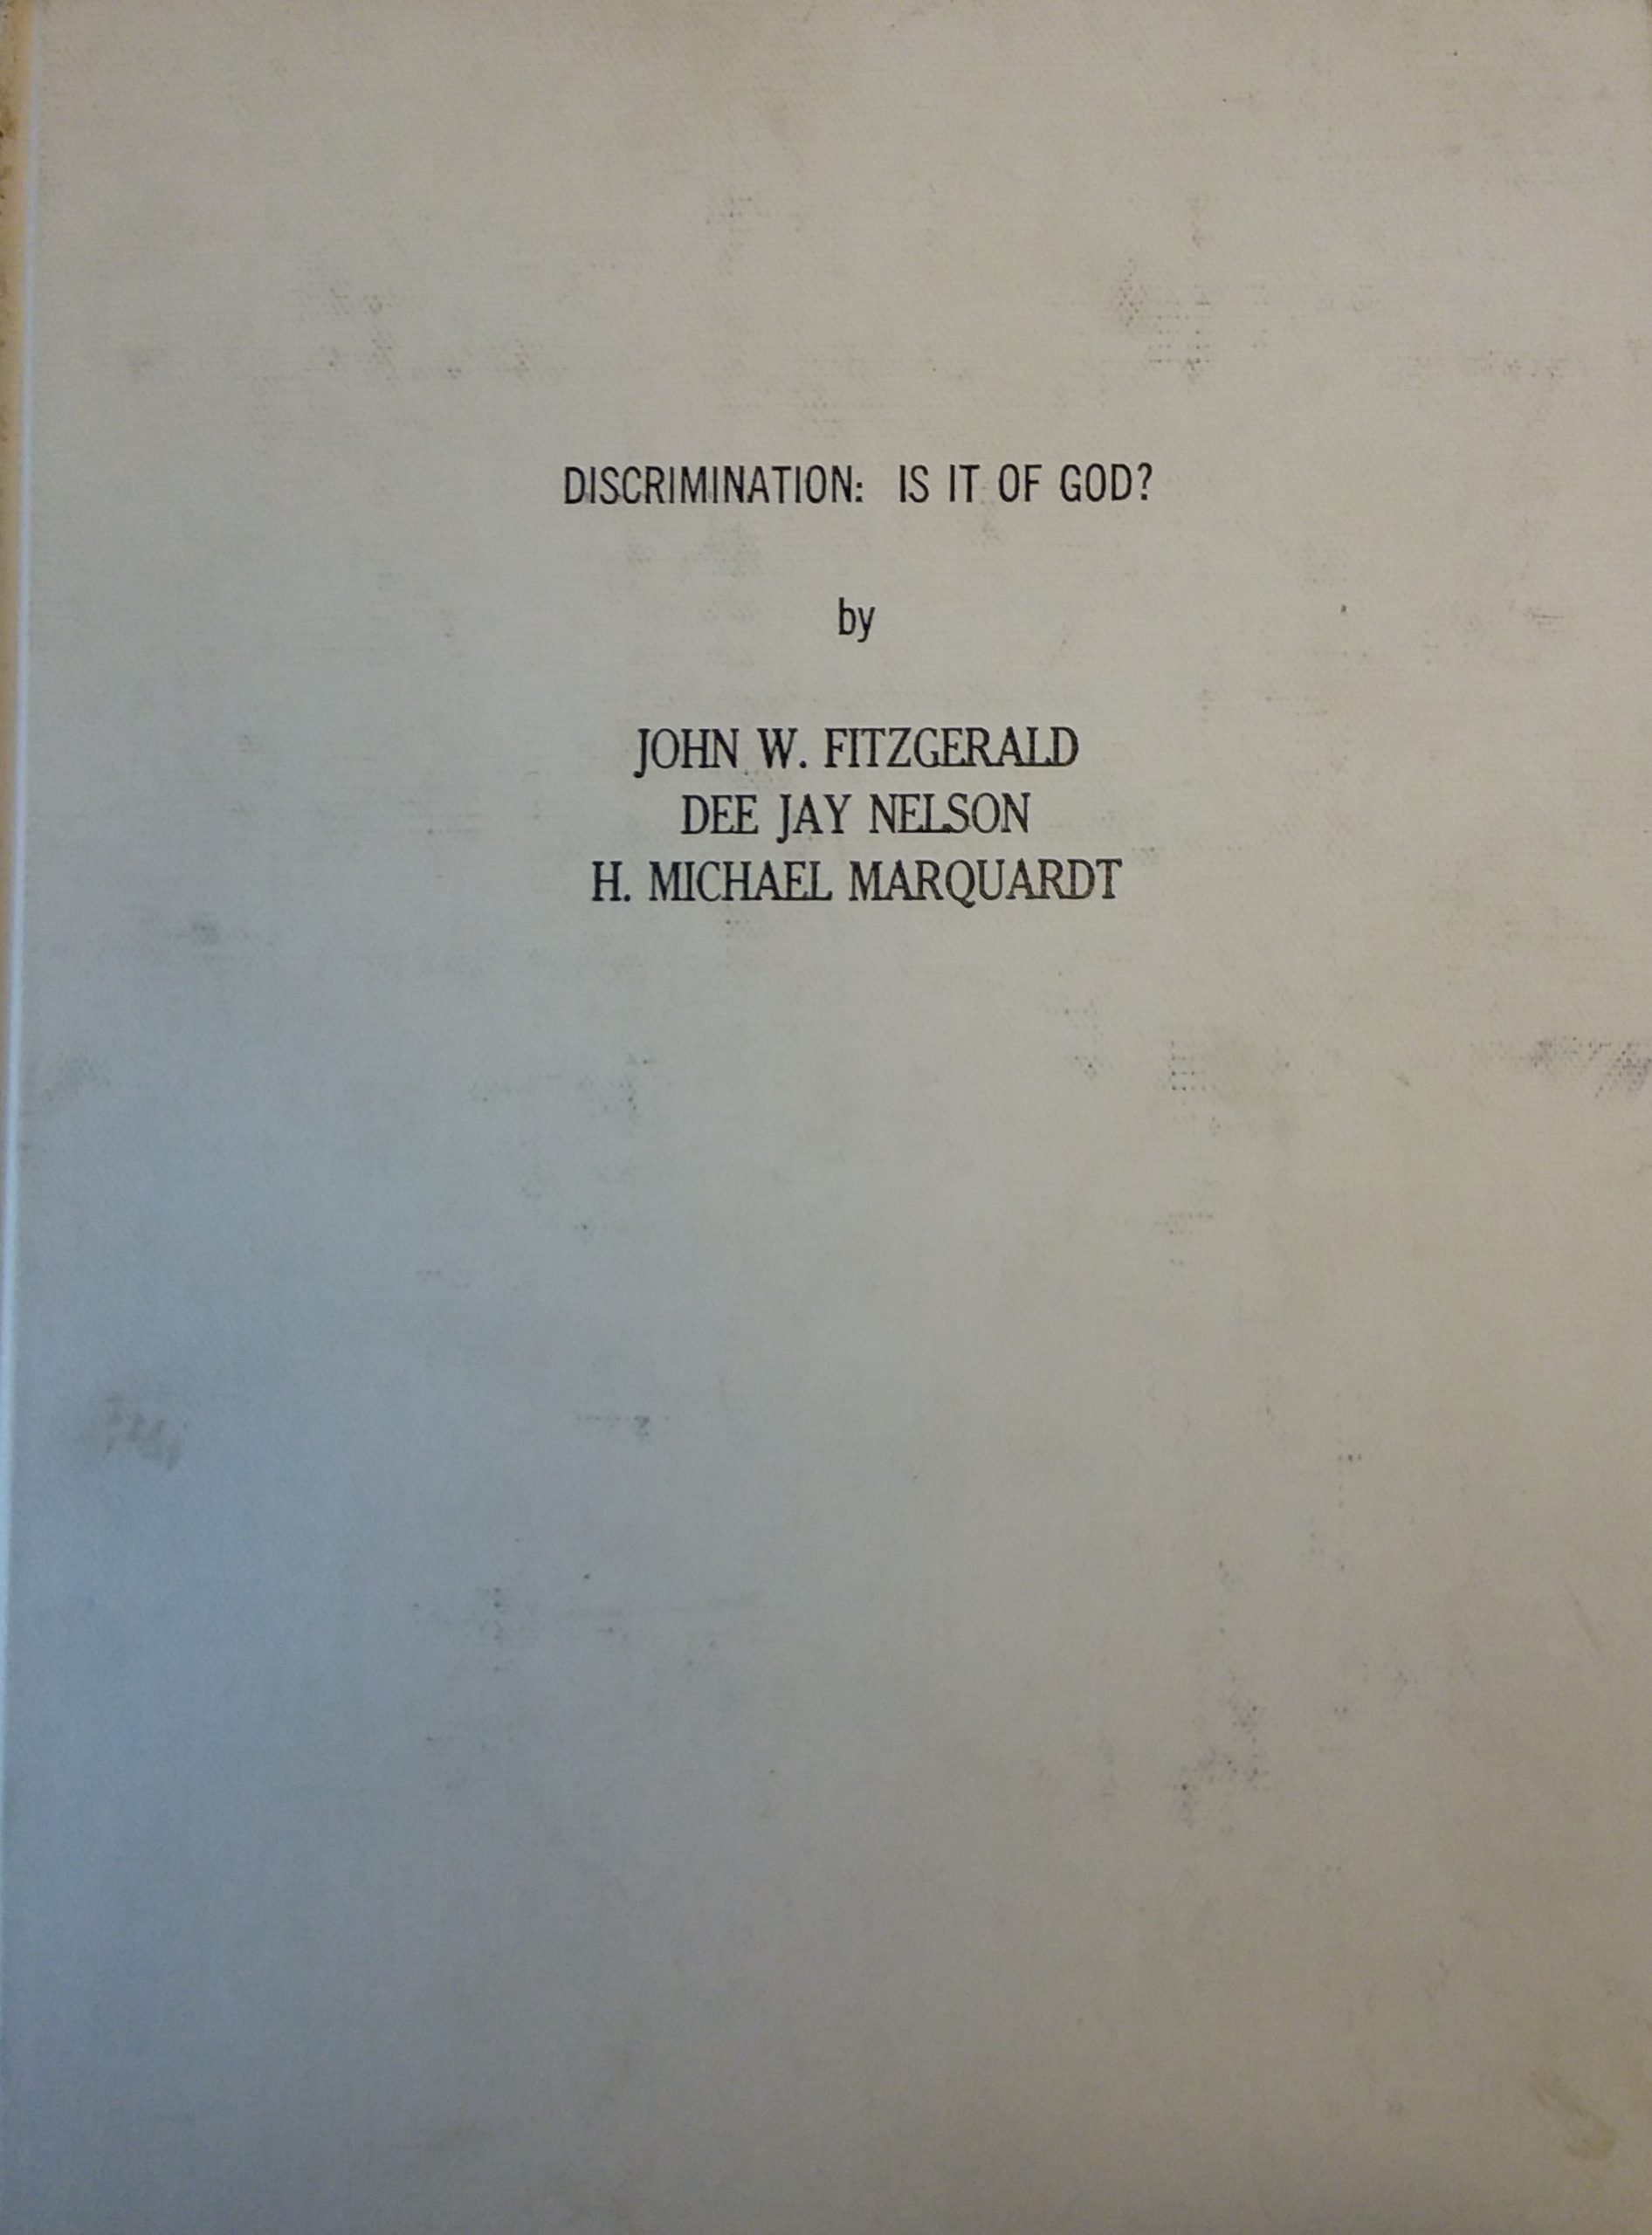 DISCRIMINATION: IS IT OF GOD?
by
JOHN W. FITZGERALD
DEE JAY NELSON
H. MICHAEL MARQUARDT